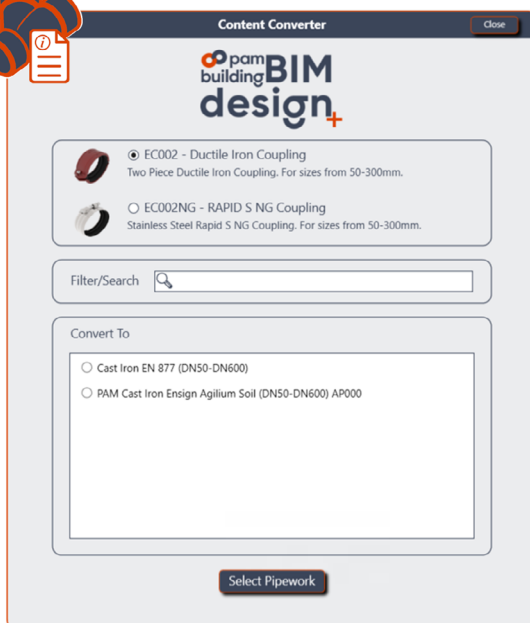 Content Converter
Close
i
pam
building BIM
design+
EC002 - Ductile Iron Coupling
Two Piece Ductile Iron Coupling. For sizes from 50-300mm.
EC002NG - RAPID S NG Coupling
Stainless Steel Rapid S NG Coupling. For sizes from 50-300mm.
Filter/Search
Convert To
Cast Iron EN 877 (DN50-DN600)
PAM Cast Iron Ensign Agilium Soil (DN50-DN600) AP000
Select Pipework